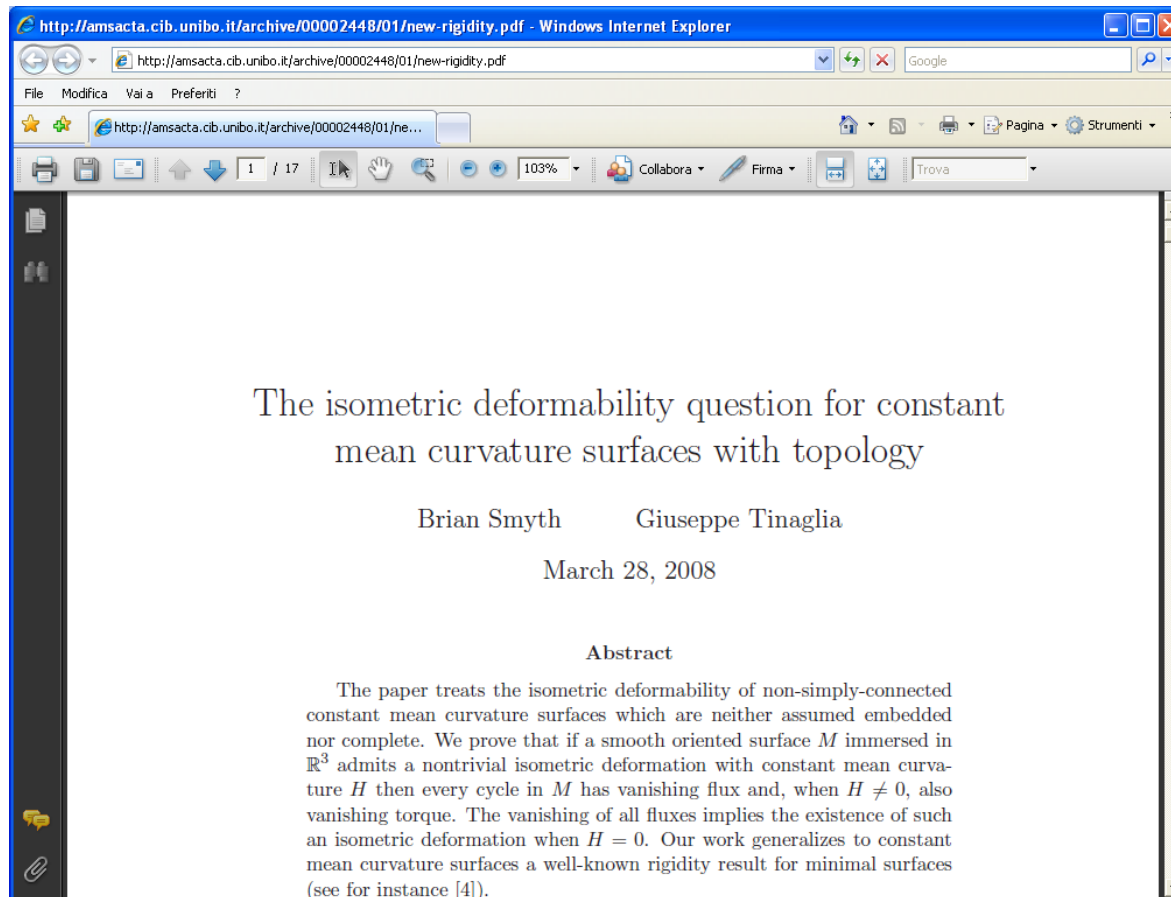 http://amsacta.cib.unibo.it/archive/00002448/01/new-rigidity.pdf - Windows Internet Explorer
http://amsacta.cib.unibo.it/archive/00002448/01/new-rigidity.pdf
Google
File Modifica Vai a Preferiti ?
http://amsacta.cib.unibo.it/archive/00002448/01/ne...
Pagina Strumenti
1 / 17 103% Collabora Firma Trova
The isometric deformability question for constant
mean curvature surfaces with topology
Brian Smyth Giuseppe Tinaglia
March 28, 2008
Abstract
The paper treats the isometric deformability of non-simply-connected
constant mean curvature surfaces which are neither assumed embedded
nor complete. We prove that if a smooth oriented surface M immersed in
ℝ³ admits a nontrivial isometric deformation with constant mean curva-
ture H then every cycle in M has vanishing flux and, when H ≠ 0, also
vanishing torque. The vanishing of all fluxes implies the existence of such
an isometric deformation when H = 0. Our work generalizes to constant
mean curvature surfaces a well-known rigidity result for minimal surfaces
(see for instance [4]).